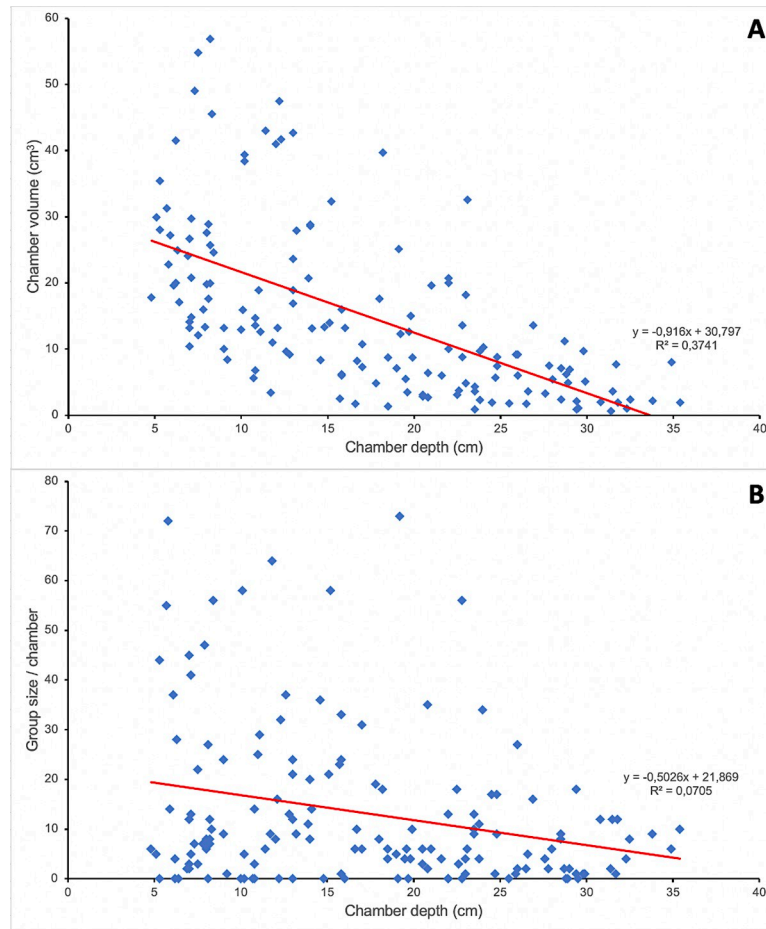 A
60
50
40
30
20
10
0
Chamber volume (cm³)
y = -0,916x + 30,797
R² = 0,3741
0 5 10 15 20 25 30 35 40
Chamber depth (cm)
B
80
70
60
50
40
30
20
10
0
Group size / chamber
y = -0,5026x + 21,869
R² = 0,0705
0 5 10 15 20 25 30 35 40
Chamber depth (cm)